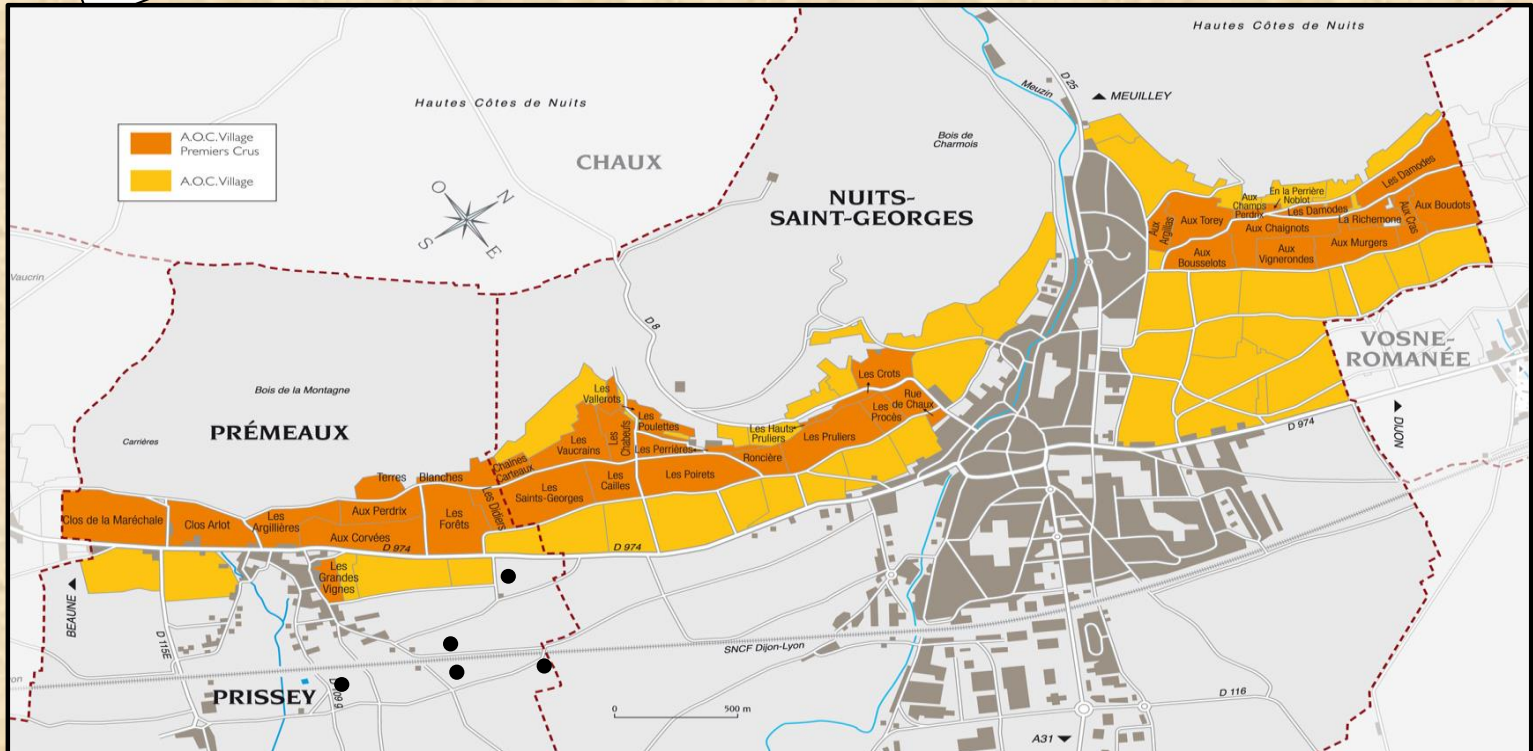 Hautes Côtes de Nuits
D 25
Meuzin
MEUILLEY
Hautes Côtes de Nuits
A.O.C. Village
Premiers Crus
A.O.C. Village
CHAUX
Bois de
Charmois
O
N
S
E
NUITS-
SAINT-GEORGES
Aux
Argillas
Aux Torey
Aux
Champs
Perdrix
En la Perrière
Noblot
Les Damodes
Les Damodes
La Richemone
Aux Cras
Aux Boudots
Aux Chaignots
Aux
Bousselots
Aux
Vignerondes
Aux Murgers
Vaucrin
D 8
VOSNE-
ROMANÉE
Bois de la Montagne
Carrières
PRÉMEAUX
Les
Vallerots
Les
Poulettes
Les
Chabeufs
Les
Vaucrains
Les Perrières
Chaines
Carteaux
Les Hauts
Pruliers
Les Crots
Rue
de Chaux
Les
Procès
Les Pruliers
Roncière
Les Poirets
Les
Cailles
Les
Saints-Georges
Terres Blanches
Les Didiers
Les
Forêts
Aux Perdrix
Aux Corvées
Les
Argillières
Clos Arlot
Clos de la Maréchale
D 974
D 974
D 974
DIJON
Les
Grandes
Vignes
BEAUNE
D 115E
PRISSEY
SNCF Dijon-Lyon
0 500 m
D 116
A31